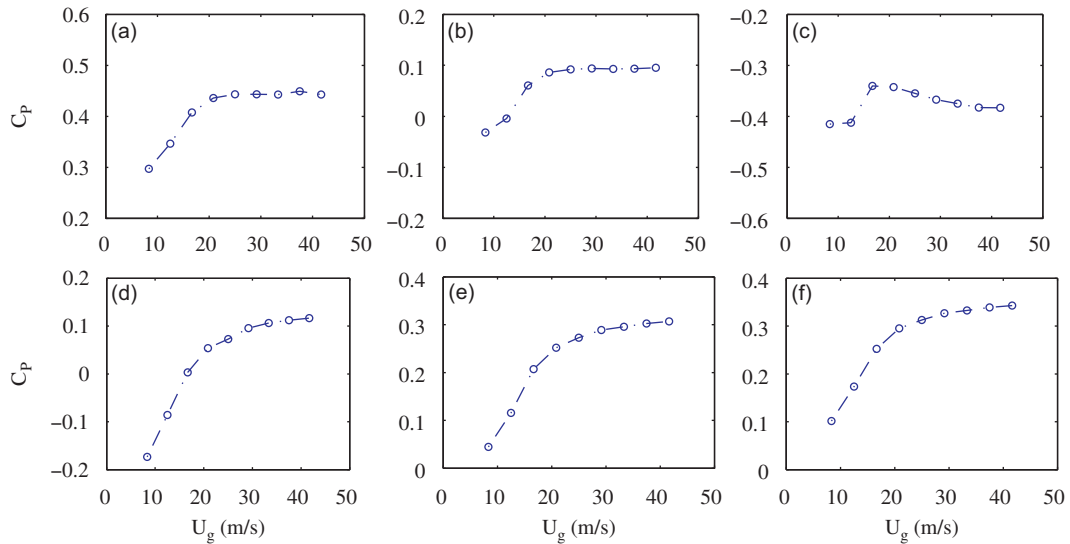 (a) (b) (c)
0.6 0.2 −0.2
0.5 0.1 −0.3
C_P 0.4 0 −0.4
0.3 −0.1 −0.5
0.2 −0.2 −0.6
0 10 20 30 40 50 0 10 20 30 40 50 0 10 20 30 40 50
(d) (e) (f)
0.2 0.4 0.4
0.1 0.3 0.3
C_P 0 0.2 0.2
−0.1 0.1 0.1
−0.2 0 0
0 10 20 30 40 50 0 10 20 30 40 50 0 10 20 30 40 50
U_g (m/s) U_g (m/s) U_g (m/s)